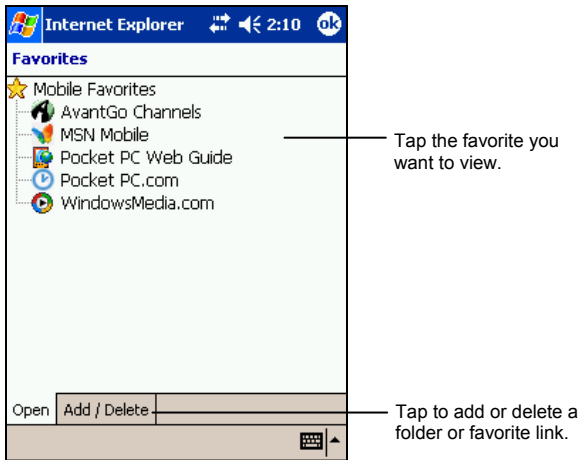 Internet Explorer 2:10 ok
Favorites
Mobile Favorites
AvantGo Channels
MSN Mobile
Pocket PC Web Guide
Pocket PC.com
WindowsMedia.com
Tap the favorite you
want to view.
Open Add / Delete
Tap to add or delete a
folder or favorite link.